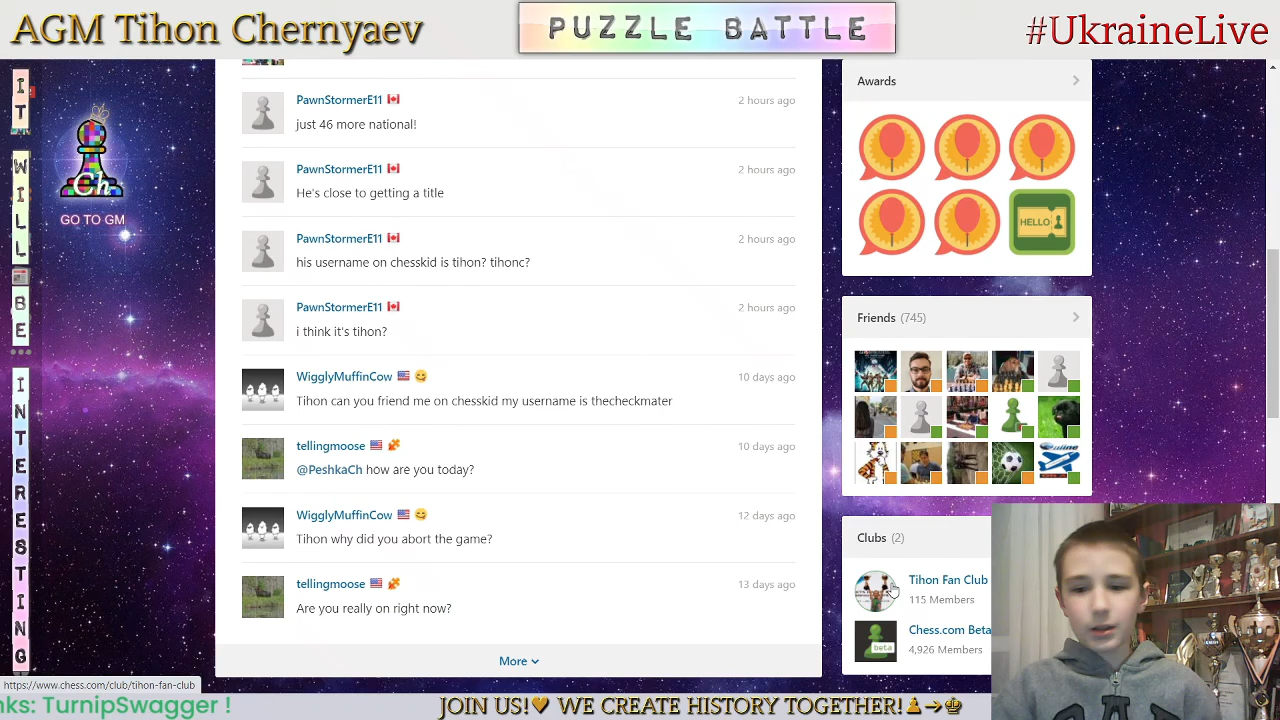 AGM Tihon Chernyaev
PUZZLE BATTLE
#UkraineLive
IT
WILL
BE
INTERESTING
Ch
GO TO GM
PawnStormerE11
2 hours ago
just 46 more national!
PawnStormerE11
2 hours ago
He's close to getting a title
PawnStormerE11
2 hours ago
his username on chesskid is tihon? tihonc?
PawnStormerE11
2 hours ago
i think it's tihon?
WigglyMuffinCow
10 days ago
Tihon can you friend me on chesskid my username is thecheckmater
tellingmoose
10 days ago
@PeshkaCh how are you today?
WigglyMuffinCow
12 days ago
Tihon why did you abort the game?
tellingmoose
13 days ago
Are you really on right now?
More
Awards
HELLO
Friends (745)
Online
Clubs (2)
Tihon Fan Club
115 Members
beta
Chess.com Beta
4,926 Members
https://www.chess.com/club/tihon-fan-club
nks: TurnipSwagger !
JOIN US! WE CREATE HISTORY TOGETHER!